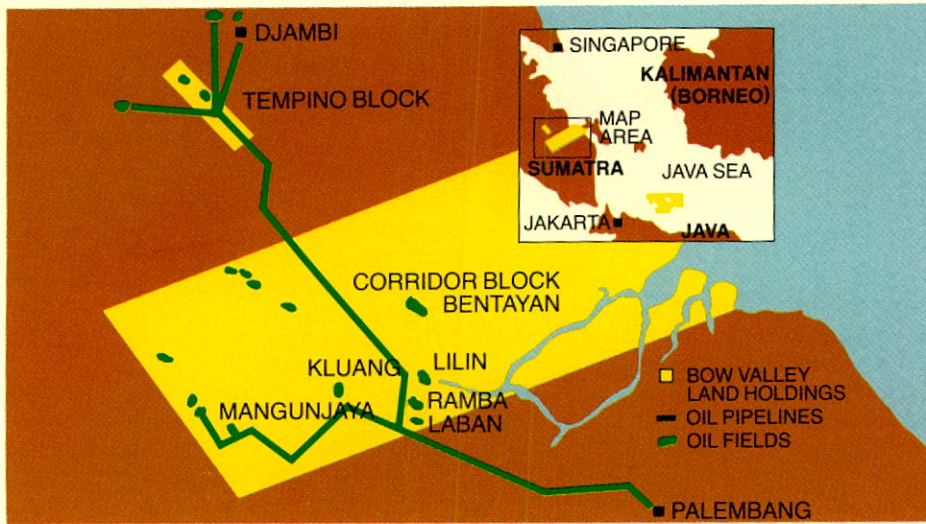 DJAMBI
TEMPINO BLOCK
SINGAPORE
KALIMANTAN
(BORNEO)
MAP
AREA
SUMATRA
JAVA SEA
JAKARTA
JAVA
CORRIDOR BLOCK
BENTAYAN
KLUANG
LILIN
MANGUNJAYA
RAMBA
LABAN
BOW VALLEY
LAND HOLDINGS
OIL PIPELINES
OIL FIELDS
PALEMBANG